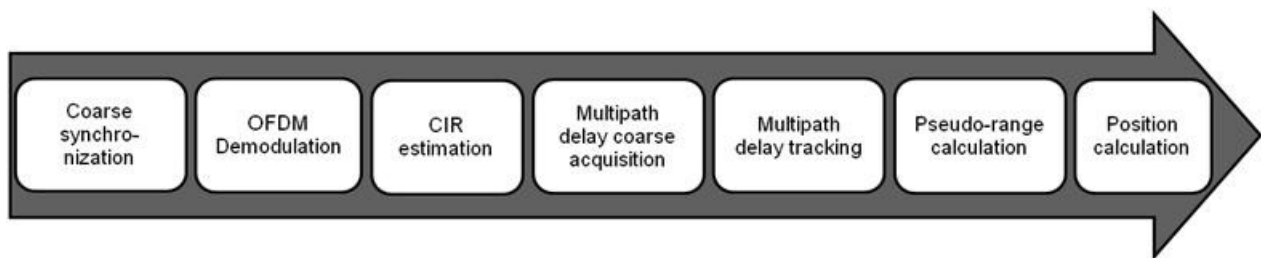 Coarse
synchro-
nization
OFDM
Demodulation
CIR
estimation
Multipath
delay coarse
acquisition
Multipath
delay tracking
Pseudo-range
calculation
Position
calculation